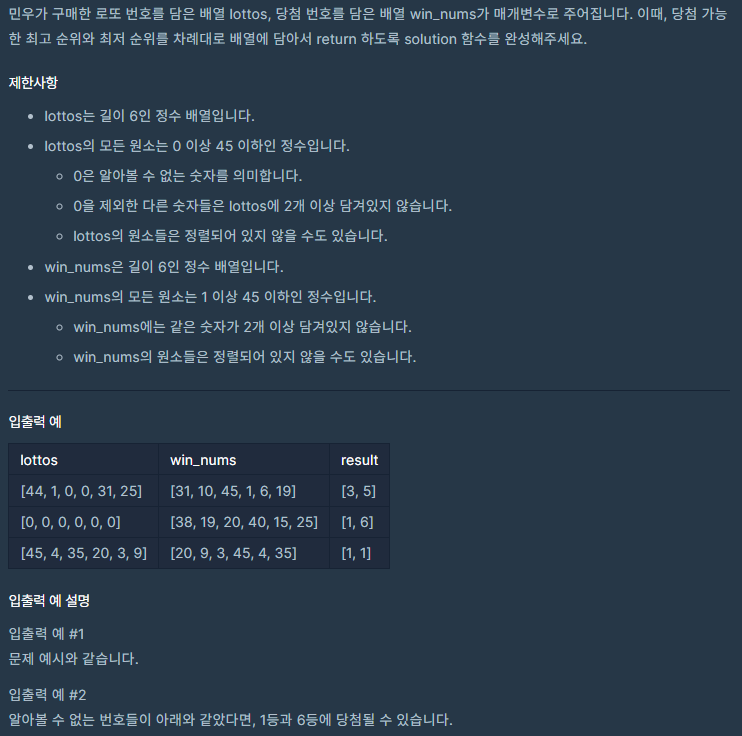 민우가 구매한 로또 번호를 담은 배열 lottos, 당첨 번호를 담은 배열 win_nums가 매개변수로 주어집니다. 이때, 당첨 가능
한 최고 순위와 최저 순위를 차례대로 배열에 담아서 return 하도록 solution 함수를 완성해주세요.
제한사항
• lottos는 길이 6인 정수 배열입니다.
• lottos의 모든 원소는 0 이상 45 이하인 정수입니다.
◦ 0은 알아볼 수 없는 숫자를 의미합니다.
◦ 0을 제외한 다른 숫자들은 lottos에 2개 이상 담겨있지 않습니다.
◦ lottos의 원소들은 정렬되어 있지 않을 수도 있습니다.
• win_nums은 길이 6인 정수 배열입니다.
• win_nums의 모든 원소는 1 이상 45 이하인 정수입니다.
◦ win_nums에는 같은 숫자가 2개 이상 담겨있지 않습니다.
◦ win_nums의 원소들은 정렬되어 있지 않을 수도 있습니다.
입출력 예
lottos win_nums result
[44, 1, 0, 0, 31, 25] [31, 10, 45, 1, 6, 19] [3, 5]
[0, 0, 0, 0, 0, 0] [38, 19, 20, 40, 15, 25] [1, 6]
[45, 4, 35, 20, 3, 9] [20, 9, 3, 45, 4, 35] [1, 1]
입출력 예 설명
입출력 예 #1
문제 예시와 같습니다.
입출력 예 #2
알아볼 수 없는 번호들이 아래와 같았다면, 1등과 6등에 당첨될 수 있습니다.